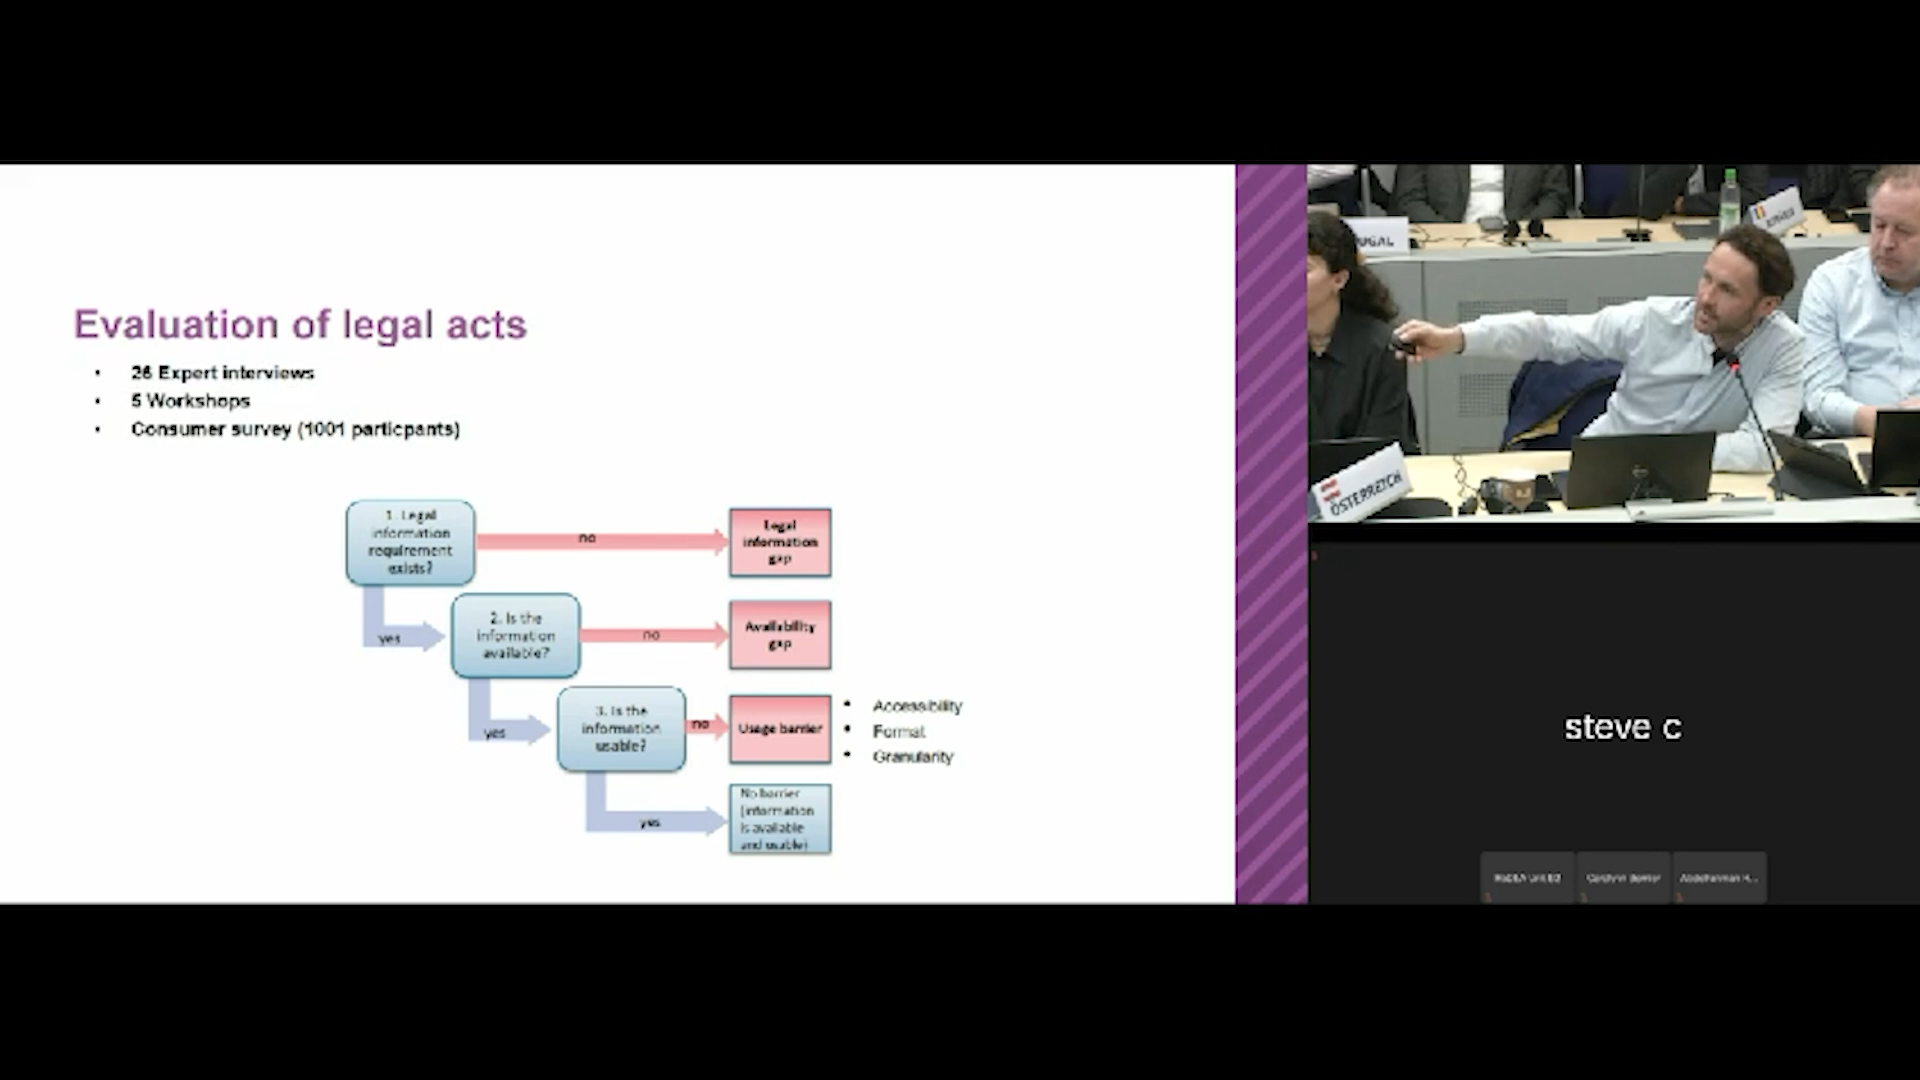 Evaluation of legal acts
• 26 Expert interviews
• 5 Workshops
• Consumer survey (1001 particpants)
1. Legal
information
requirement
exists?
no
Legal
information
gap
yes
2. Is the
information
available?
no
Availability
gap
yes
3. Is the
information
usable?
no
Usage barrier
• Accessibility
• Format
• Granularity
yes
No barrier
(information
is available
and usable)
UGAL
ÖSTERREICH
steve c